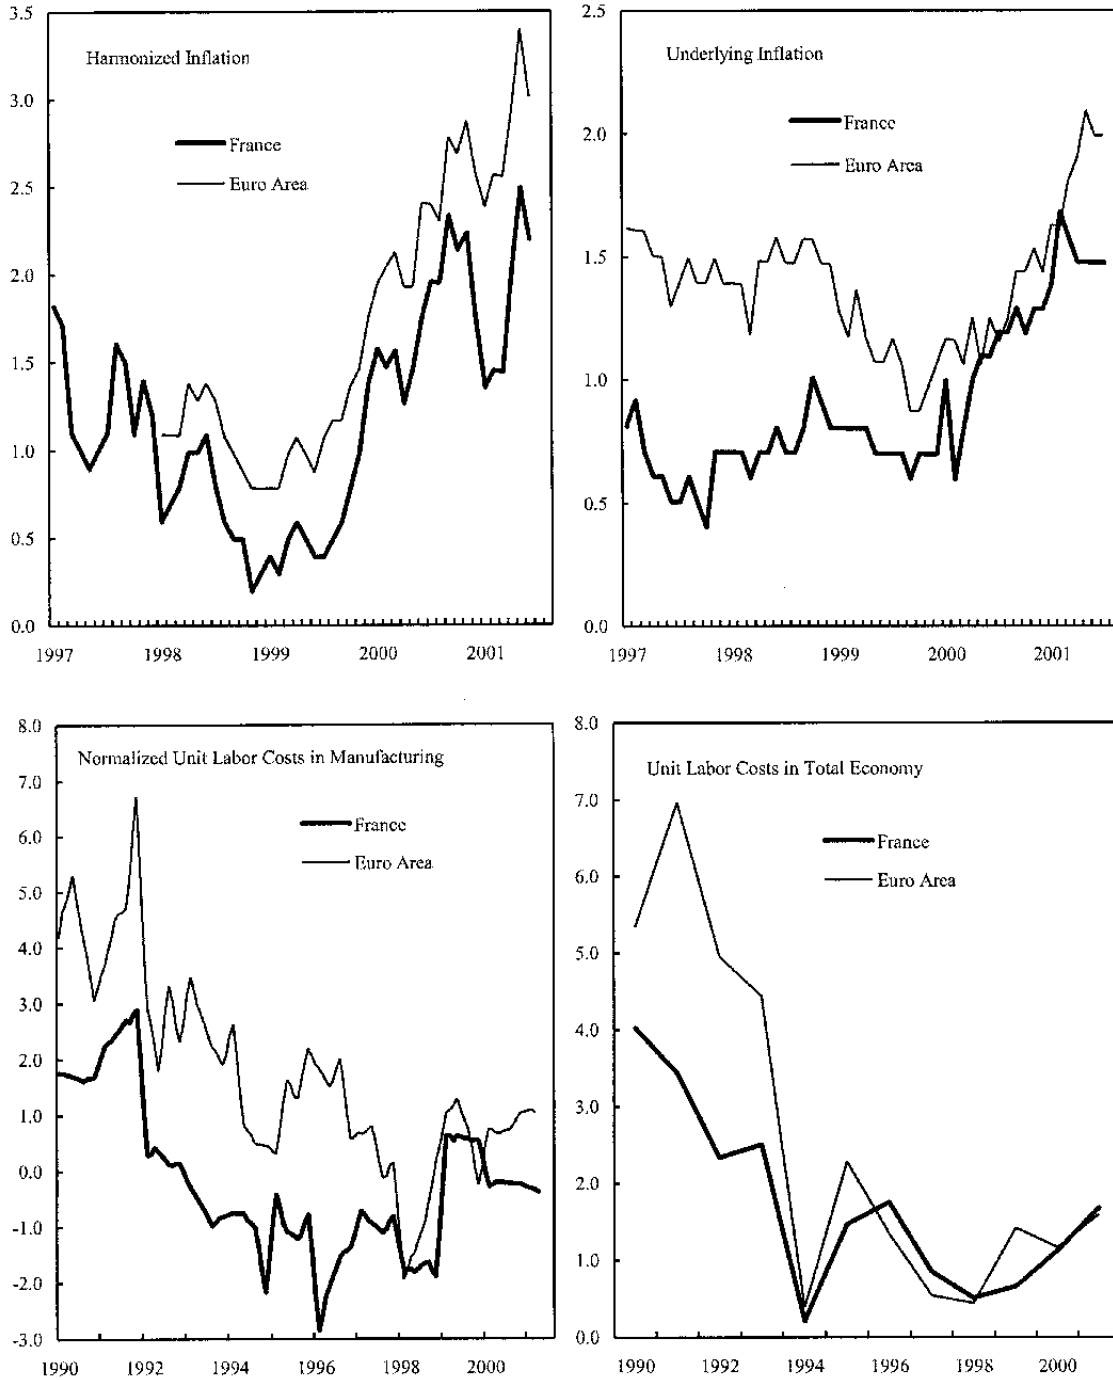 Harmonized Inflation
France
Euro Area
3.5
3.0
2.5
2.0
1.5
1.0
0.5
0.0
1997 1998 1999 2000 2001
Underlying Inflation
France
Euro Area
2.5
2.0
1.5
1.0
0.5
0.0
1997 1998 1999 2000 2001
Normalized Unit Labor Costs in Manufacturing
France
Euro Area
8.0
7.0
6.0
5.0
4.0
3.0
2.0
1.0
0.0
-1.0
-2.0
-3.0
1990 1992 1994 1996 1998 2000
Unit Labor Costs in Total Economy
France
Euro Area
8.0
7.0
6.0
5.0
4.0
3.0
2.0
1.0
0.0
1990 1992 1994 1996 1998 2000